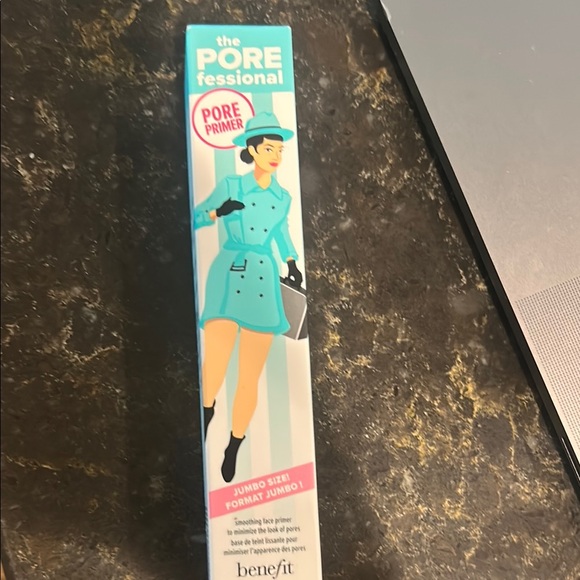 the
PORE
fessional
PORE
PRIMER
JUMBO SIZE!
FORMAT JUMBO !
smoothing face primer
to minimize the look of pores
base de teint lissante pour
minimiser l'apparence des pores
benefit